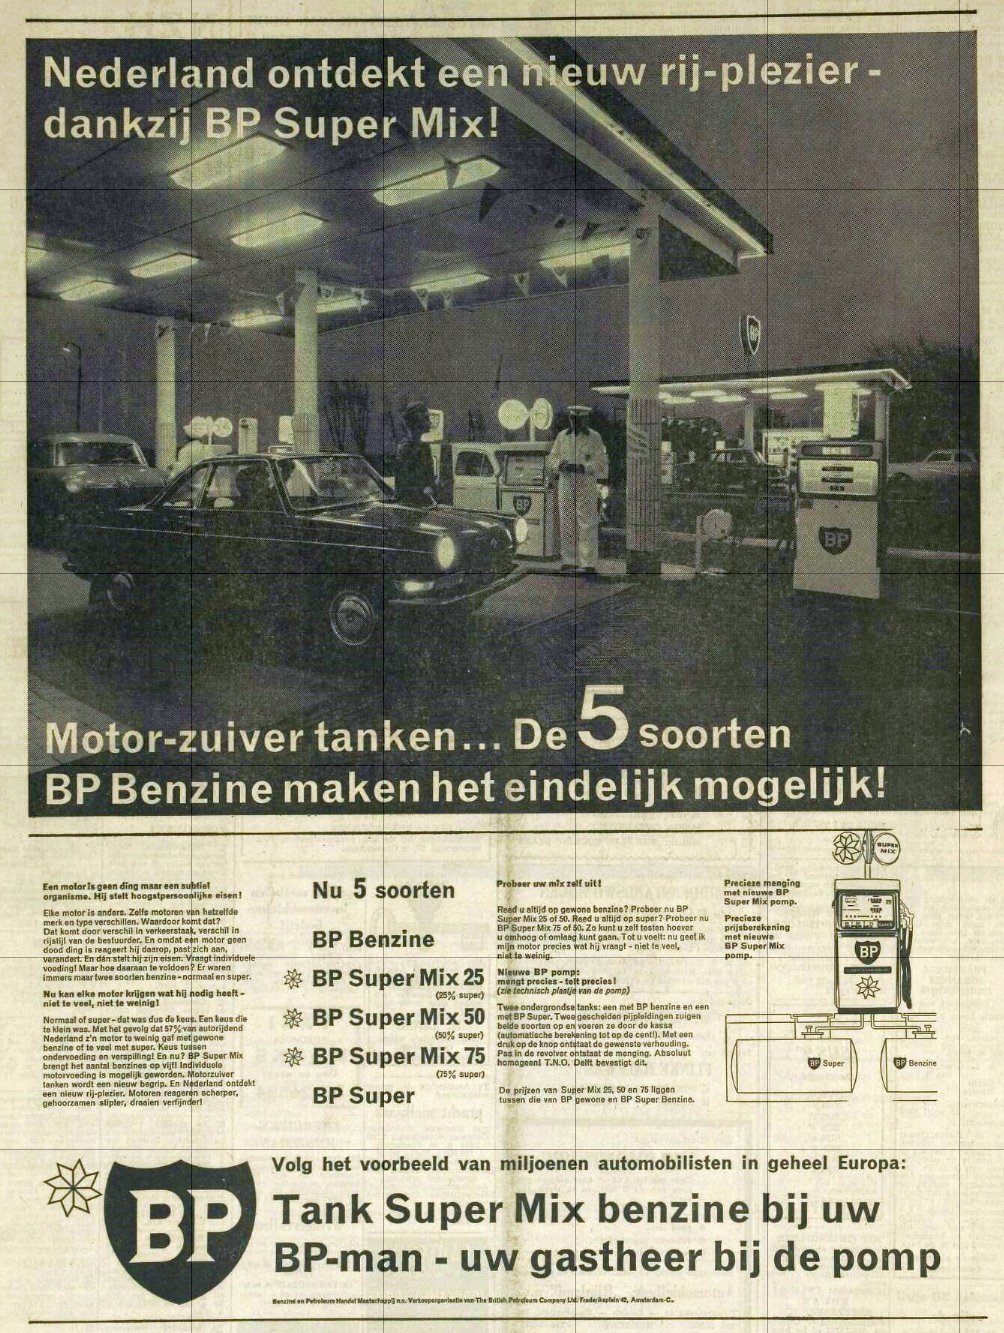 Nederland ontdekt een nieuw rij-plezier -
dankzij BP Super Mix!
BP
BP
BENZINE
BP
Motor-zuiver tanken... De 5 soorten
BP Benzine maken het eindelijk mogelijk!
Een motor is geen ding maar een subtiel
organisme. Hij stelt hoogstpersoonlijke eisen!
Elke motor is anders. Zelfs motoren van hetzelfde
merk en type verschillen. Waardoor komt dat?
Dat komt door verschil in verkeerstaak, verschil in
rijstijl van de bestuurder. En omdat een motor geen
dood ding is reageert hij daarop, past zich aan,
verandert. En dán stelt hij zijn eisen. Vraagt individuele
voeding! Maar hoe daaraan te voldoen? Er waren
immers maar twee soorten benzine - normaal en super.
Nu kan elke motor krijgen wat hij nodig heeft -
niet te veel, niet te weinig!
Normaal of super - dat was dus de keus. Een keus die
te klein was. Met het gevolg dat 57% van autorijdend
Nederland z'n motor te weinig gaf met gewone
benzine of te veel met super. Keus tussen
ondervoeding en verspilling! En nu? BP Super Mix
brengt het aantal benzines op vijf! Individuele
motorvoeding is mogelijk geworden. Motorzuiver
tanken wordt een nieuw begrip. En Nederland ontdekt
een nieuw rij-plezier. Motoren reageren scherper,
gehoorzamen stipter, draaien verfijnder!
Nu 5 soorten
BP Benzine
BP Super Mix 25
(25% super)
BP Super Mix 50
(50% super)
BP Super Mix 75
(75% super)
BP Super
Probeer uw mix zelf uit!
Reed u altijd op gewone benzine? Probeer nu BP
Super Mix 25 of 50. Reed u altijd op super? Probeer nu
BP Super Mix 75 of 50. Zo kunt u zelf testen hoever
u omhoog of omlaag kunt gaan. Tot u voelt: nu geef ik
mijn motor precies wat hij vraagt - niet te veel,
niet te weinig.
Nieuwe BP pomp:
mengt precies - telt precies!
(zie technisch plaatje van de pomp)
Twee ondergrondse tanks: een met BP benzine en een
met BP Super. Twee gescheiden pijpleidingen zuigen
beide soorten op en voeren ze door de kassa
(automatische berekening tot op de cent!). Met een
druk op de knop ontstaat de gewenste verhouding.
Pas in de revolver ontstaat de menging. Absoluut
homogeen! T.N.O. Delft bevestigt dit.
De prijzen van Super Mix 25, 50 en 75 liggen
tussen die van BP gewone en BP Super Benzine.
Precieze menging
met nieuwe BP
Super Mix pomp.
Precieze
prijsberekening
met nieuwe
BP Super Mix
pomp.
SUPER
MIX
BP
BP Super
BP Benzine
BP
Volg het voorbeeld van miljoenen automobilisten in geheel Europa:
Tank Super Mix benzine bij uw
BP-man - uw gastheer bij de pomp
Benzine en Petroleum Handel Maatschappij n.v. Verkooporganisatie van The British Petroleum Company Ltd. Frederiksplein 42, Amsterdam-C.